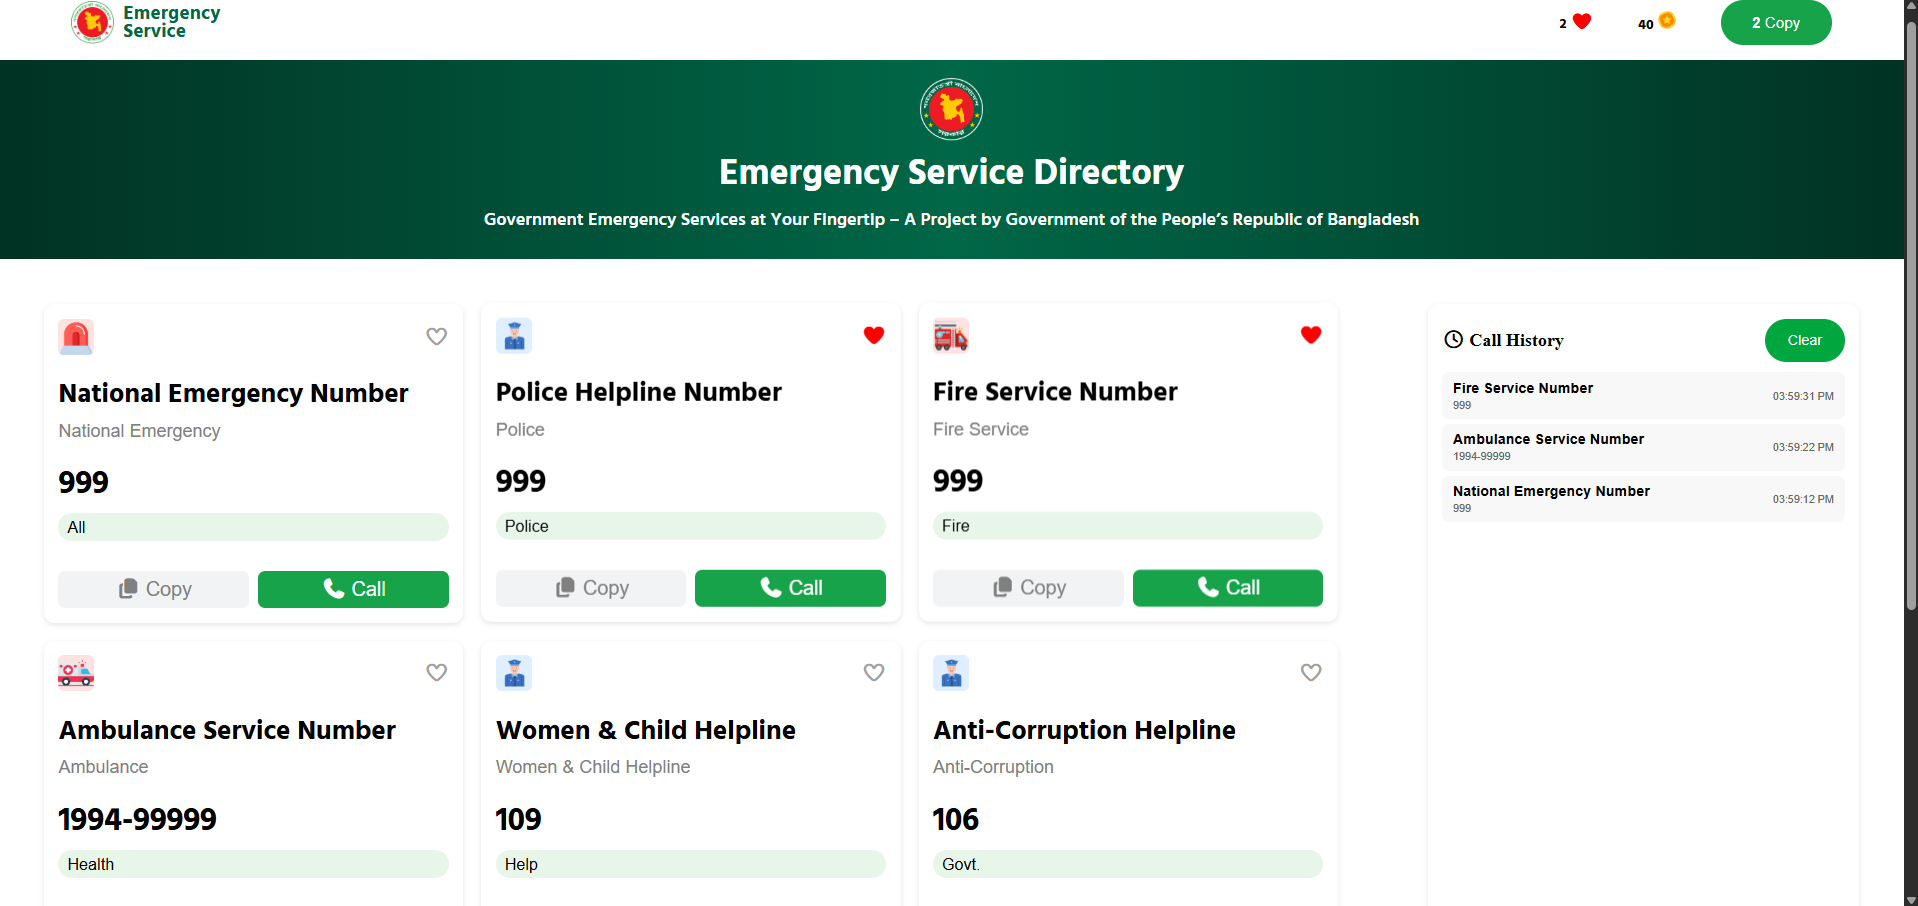 Emergency
Service
2
40
2 Copy
Emergency Service Directory
Government Emergency Services at Your Fingertip – A Project by Government of the People’s Republic of Bangladesh
National Emergency Number
National Emergency
999
All
Copy
Call
Police Helpline Number
Police
999
Police
Copy
Call
Fire Service Number
Fire Service
999
Fire
Copy
Call
Ambulance Service Number
Ambulance
1994-99999
Health
Women & Child Helpline
Women & Child Helpline
109
Help
Anti-Corruption Helpline
Anti-Corruption
106
Govt.
Call History
Clear
Fire Service Number
999
03:59:31 PM
Ambulance Service Number
1994-99999
03:59:22 PM
National Emergency Number
999
03:59:12 PM